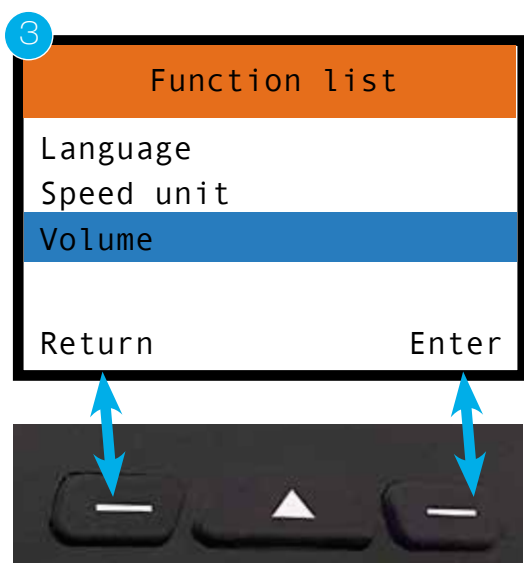 3
Function list
Language
Speed unit
Volume
Return Enter